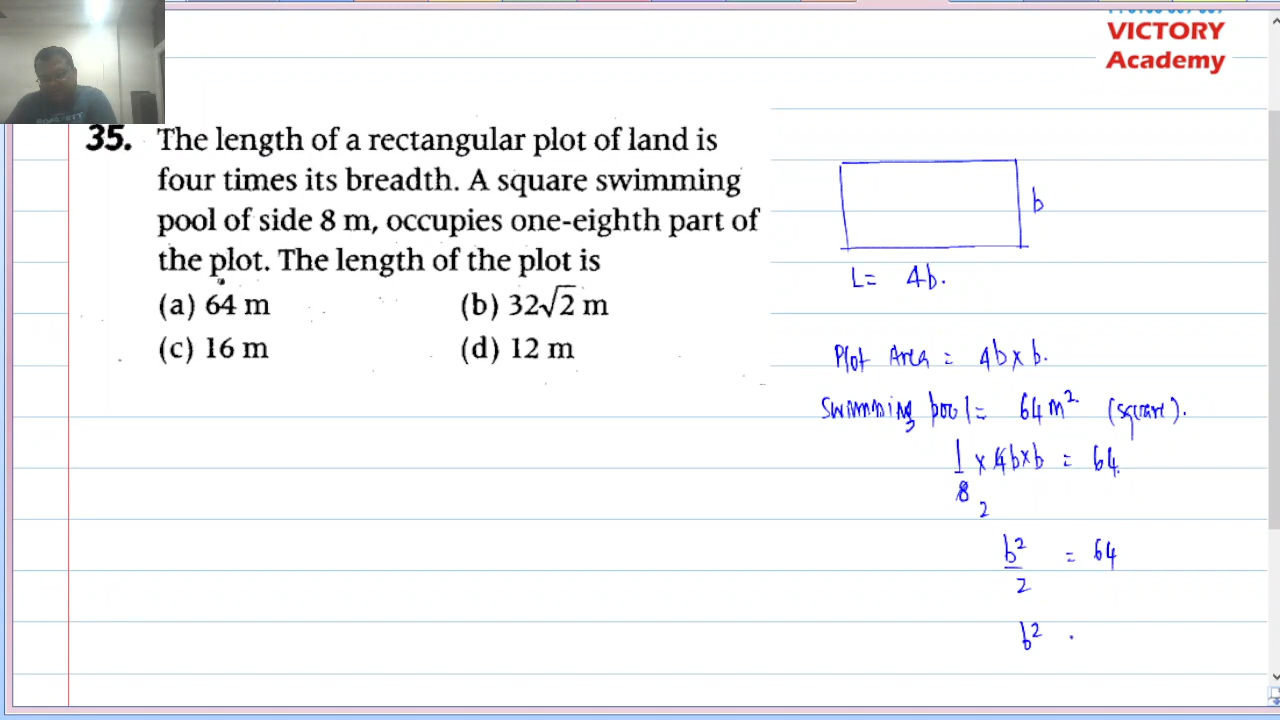 VICTORY
Academy
35. The length of a rectangular plot of land is
four times its breadth. A square swimming
pool of side 8 m, occupies one-eighth part of
the plot. The length of the plot is
(a) 64 m (b) 32√2 m
(c) 16 m (d) 12 m
b
L = 4b.
Plot Area = 4b × b.
Swimming pool = 64 m² (square).
1/8 × 4b×b = 64.
2
b²/2 = 64
b²